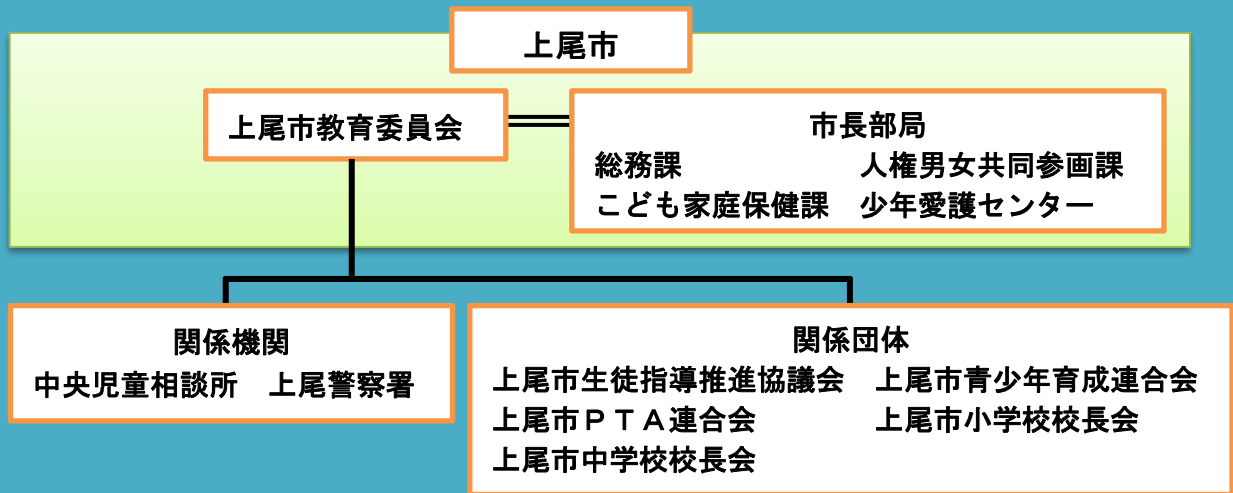 上尾市
上尾市教育委員会
市長部局
総務課　人権男女共同参画課
こども家庭保健課　少年愛護センター
関係機関
中央児童相談所　上尾警察署
関係団体
上尾市生徒指導推進協議会　上尾市青少年育成連合会
上尾市ＰＴＡ連合会　上尾市小学校校長会
上尾市中学校校長会